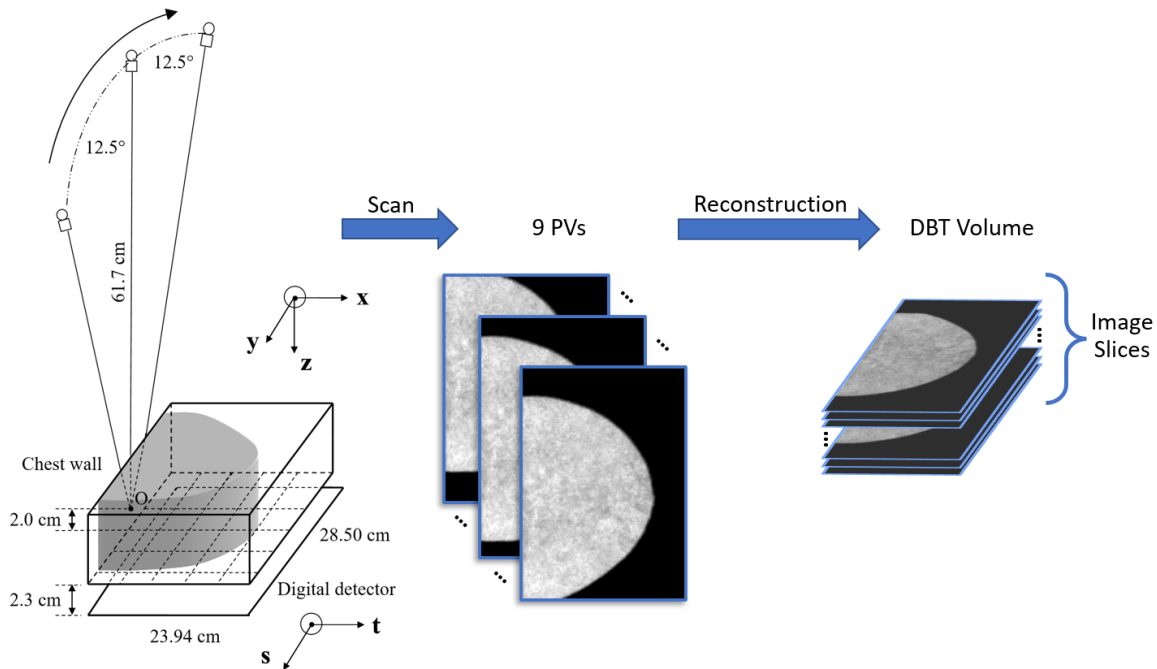 12.5°
12.5°
61.7 cm
x
y
z
Chest wall
O
2.0 cm
2.3 cm
28.50 cm
Digital detector
23.94 cm
t
s
Scan
9 PVs
Reconstruction
DBT Volume
Image
Slices